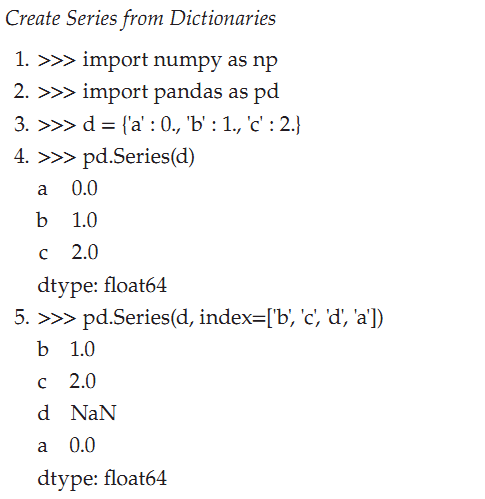 Create Series from Dictionaries
1. >>> import numpy as np
2. >>> import pandas as pd
3. >>> d = {'a' : 0., 'b' : 1., 'c' : 2.}
4. >>> pd.Series(d)
a 0.0
b 1.0
c 2.0
dtype: float64
5. >>> pd.Series(d, index=['b', 'c', 'd', 'a'])
b 1.0
c 2.0
d NaN
a 0.0
dtype: float64